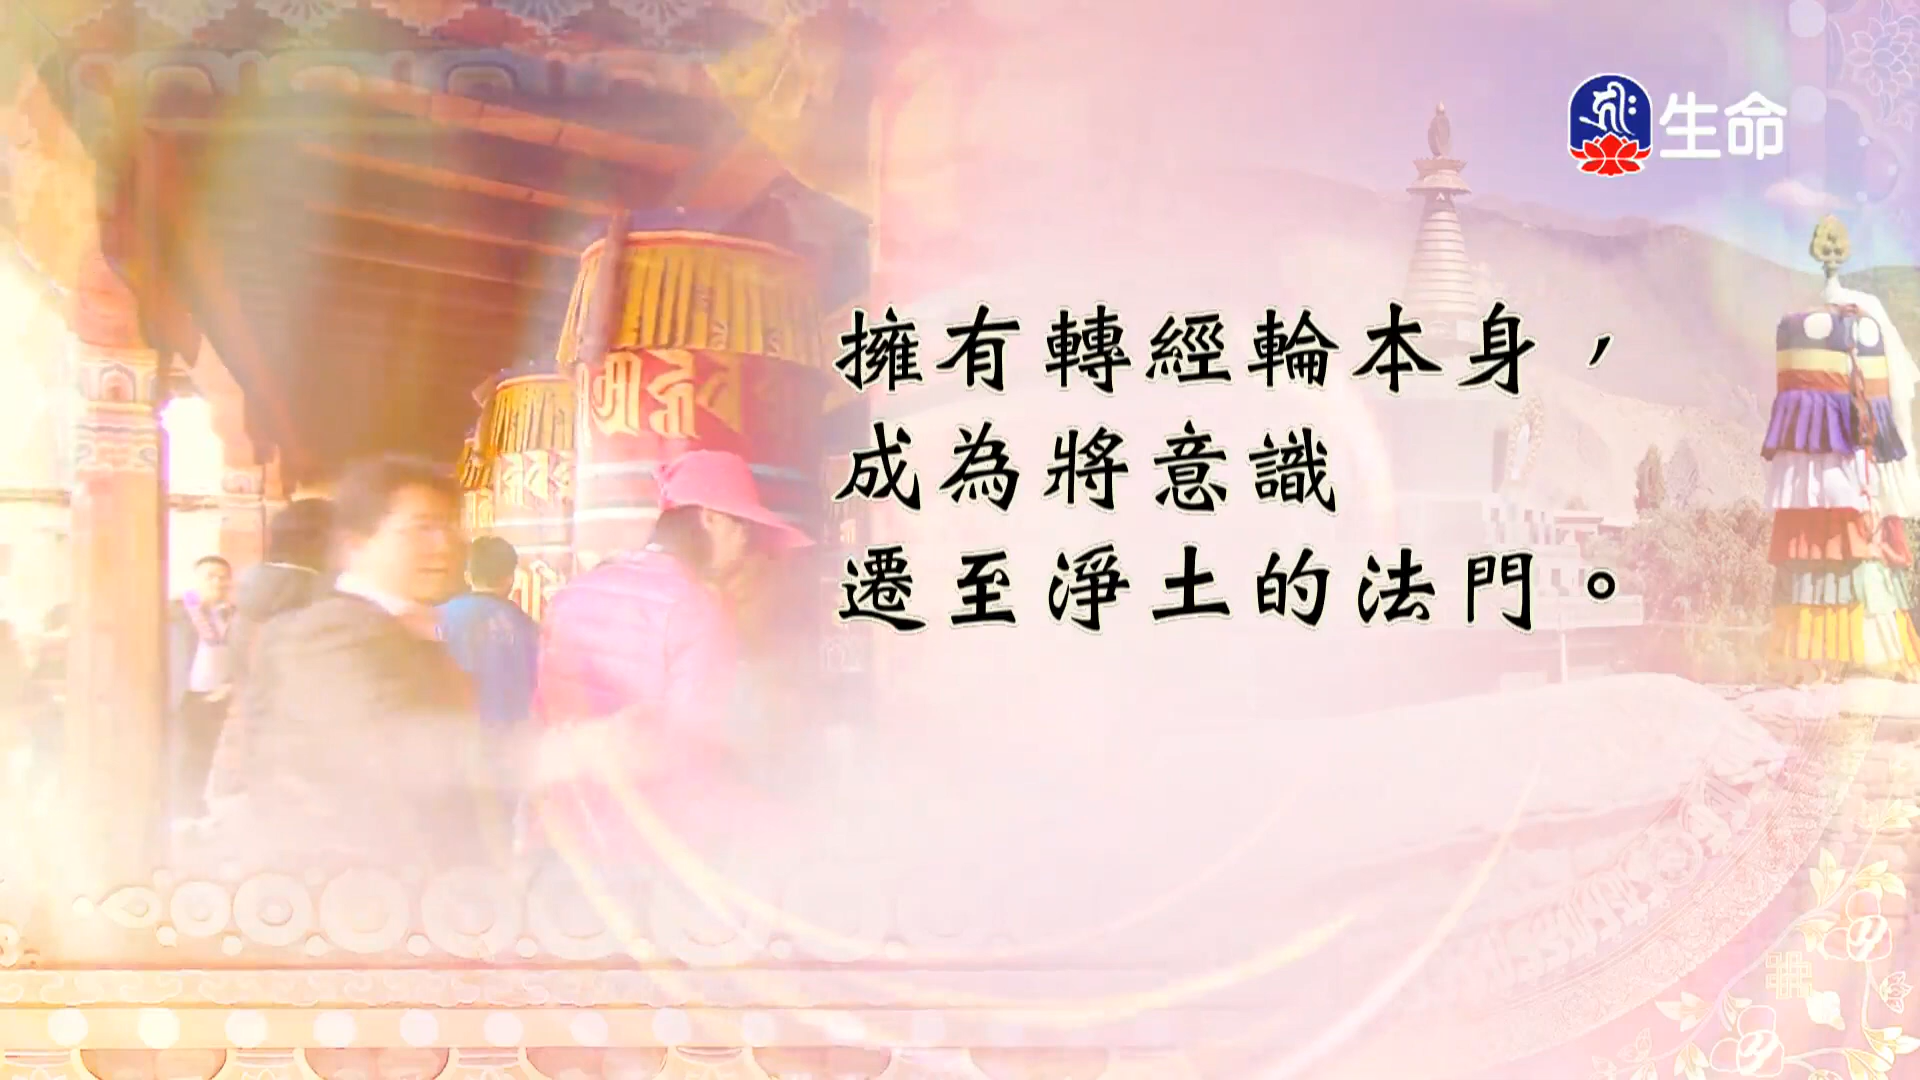 生命
擁有轉經輪本身，
成為將意識
遷至淨土的法門。